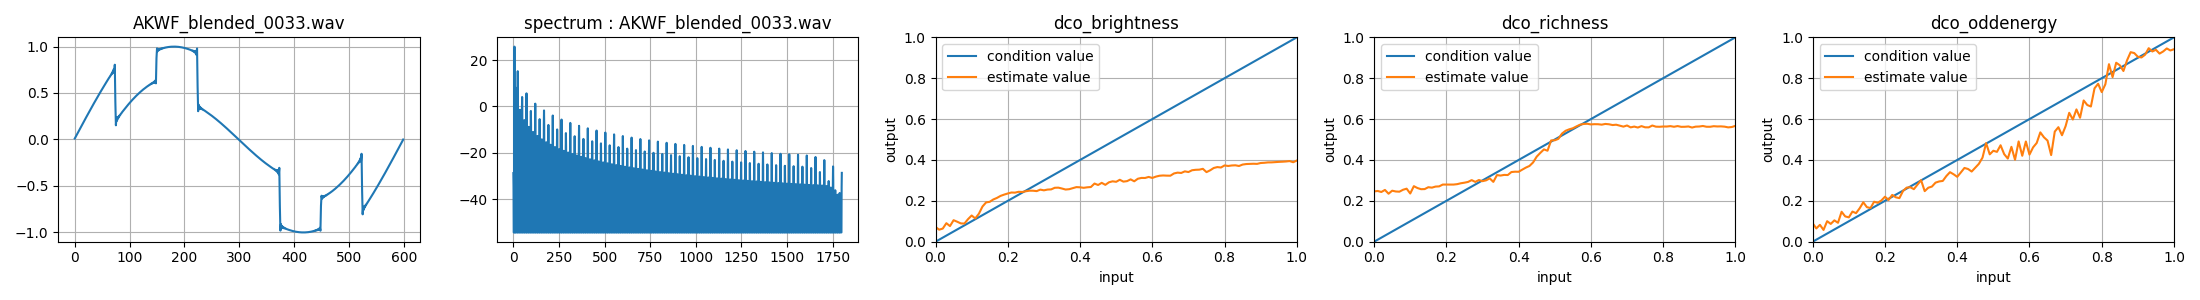 AKWF_blended_0033.wav
1.0
0.5
0.0
−0.5
−1.0
0 100 200 300 400 500 600
spectrum : AKWF_blended_0033.wav
20
0
−20
−40
0 250 500 750 1000 1250 1500 1750
dco_brightness
condition value
estimate value
output
1.0
0.8
0.6
0.4
0.2
0.0
0.0 0.2 0.4 0.6 0.8 1.0
input
dco_richness
condition value
estimate value
output
1.0
0.8
0.6
0.4
0.2
0.0
0.0 0.2 0.4 0.6 0.8 1.0
input
dco_oddenergy
condition value
estimate value
output
1.0
0.8
0.6
0.4
0.2
0.0
0.0 0.2 0.4 0.6 0.8 1.0
input